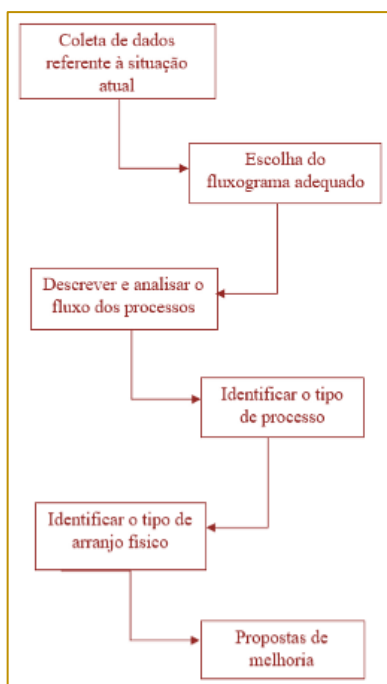 Coleta de dados
referente à situação
atual
Escolha do
fluxograma adequado
Descrever e analisar o
fluxo dos processos
Identificar o tipo
de processo
Identificar o tipo de
arranjo físico
Propostas de
melhoria